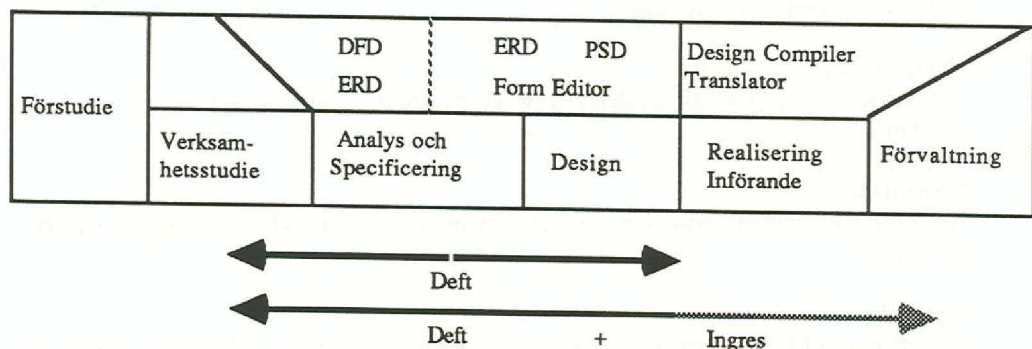 DFD
ERD PSD
Design Compiler
Translator
ERD
Form Editor
Förstudie
Verksam-
hetsstudie
Analys och
Specificering
Design
Realisering
Införande
Förvaltning
Deft
Deft + Ingres